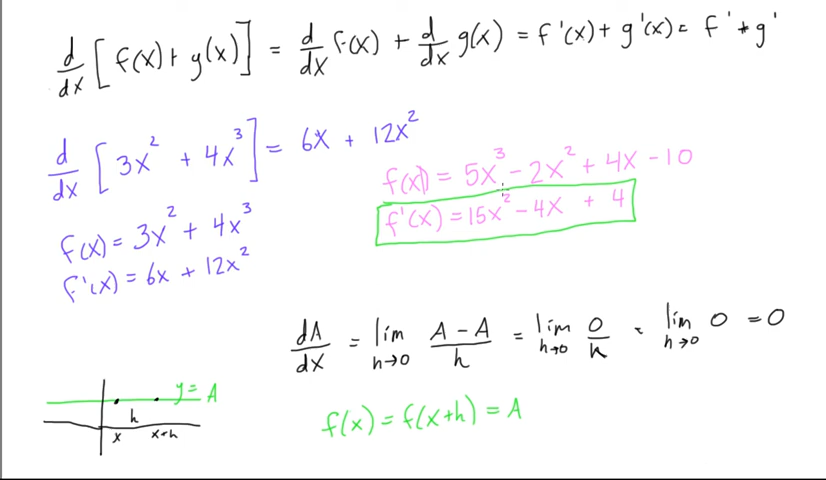 d/dx [f(x) + g(x)] = d/dx f(x) + d/dx g(x) = f'(x) + g'(x) = f' + g'
d/dx [3x² + 4x³] = 6x + 12x²
f(x) = 3x² + 4x³
f'(x) = 6x + 12x²
f(x) = 5x³ - 2x² + 4x - 10
f'(x) = 15x² - 4x + 4
dA/dx = lim h→0 (A - A)/h = lim h→0 0/h = lim h→0 0 = 0
y = A
h
x x+h
f(x) = f(x+h) = A